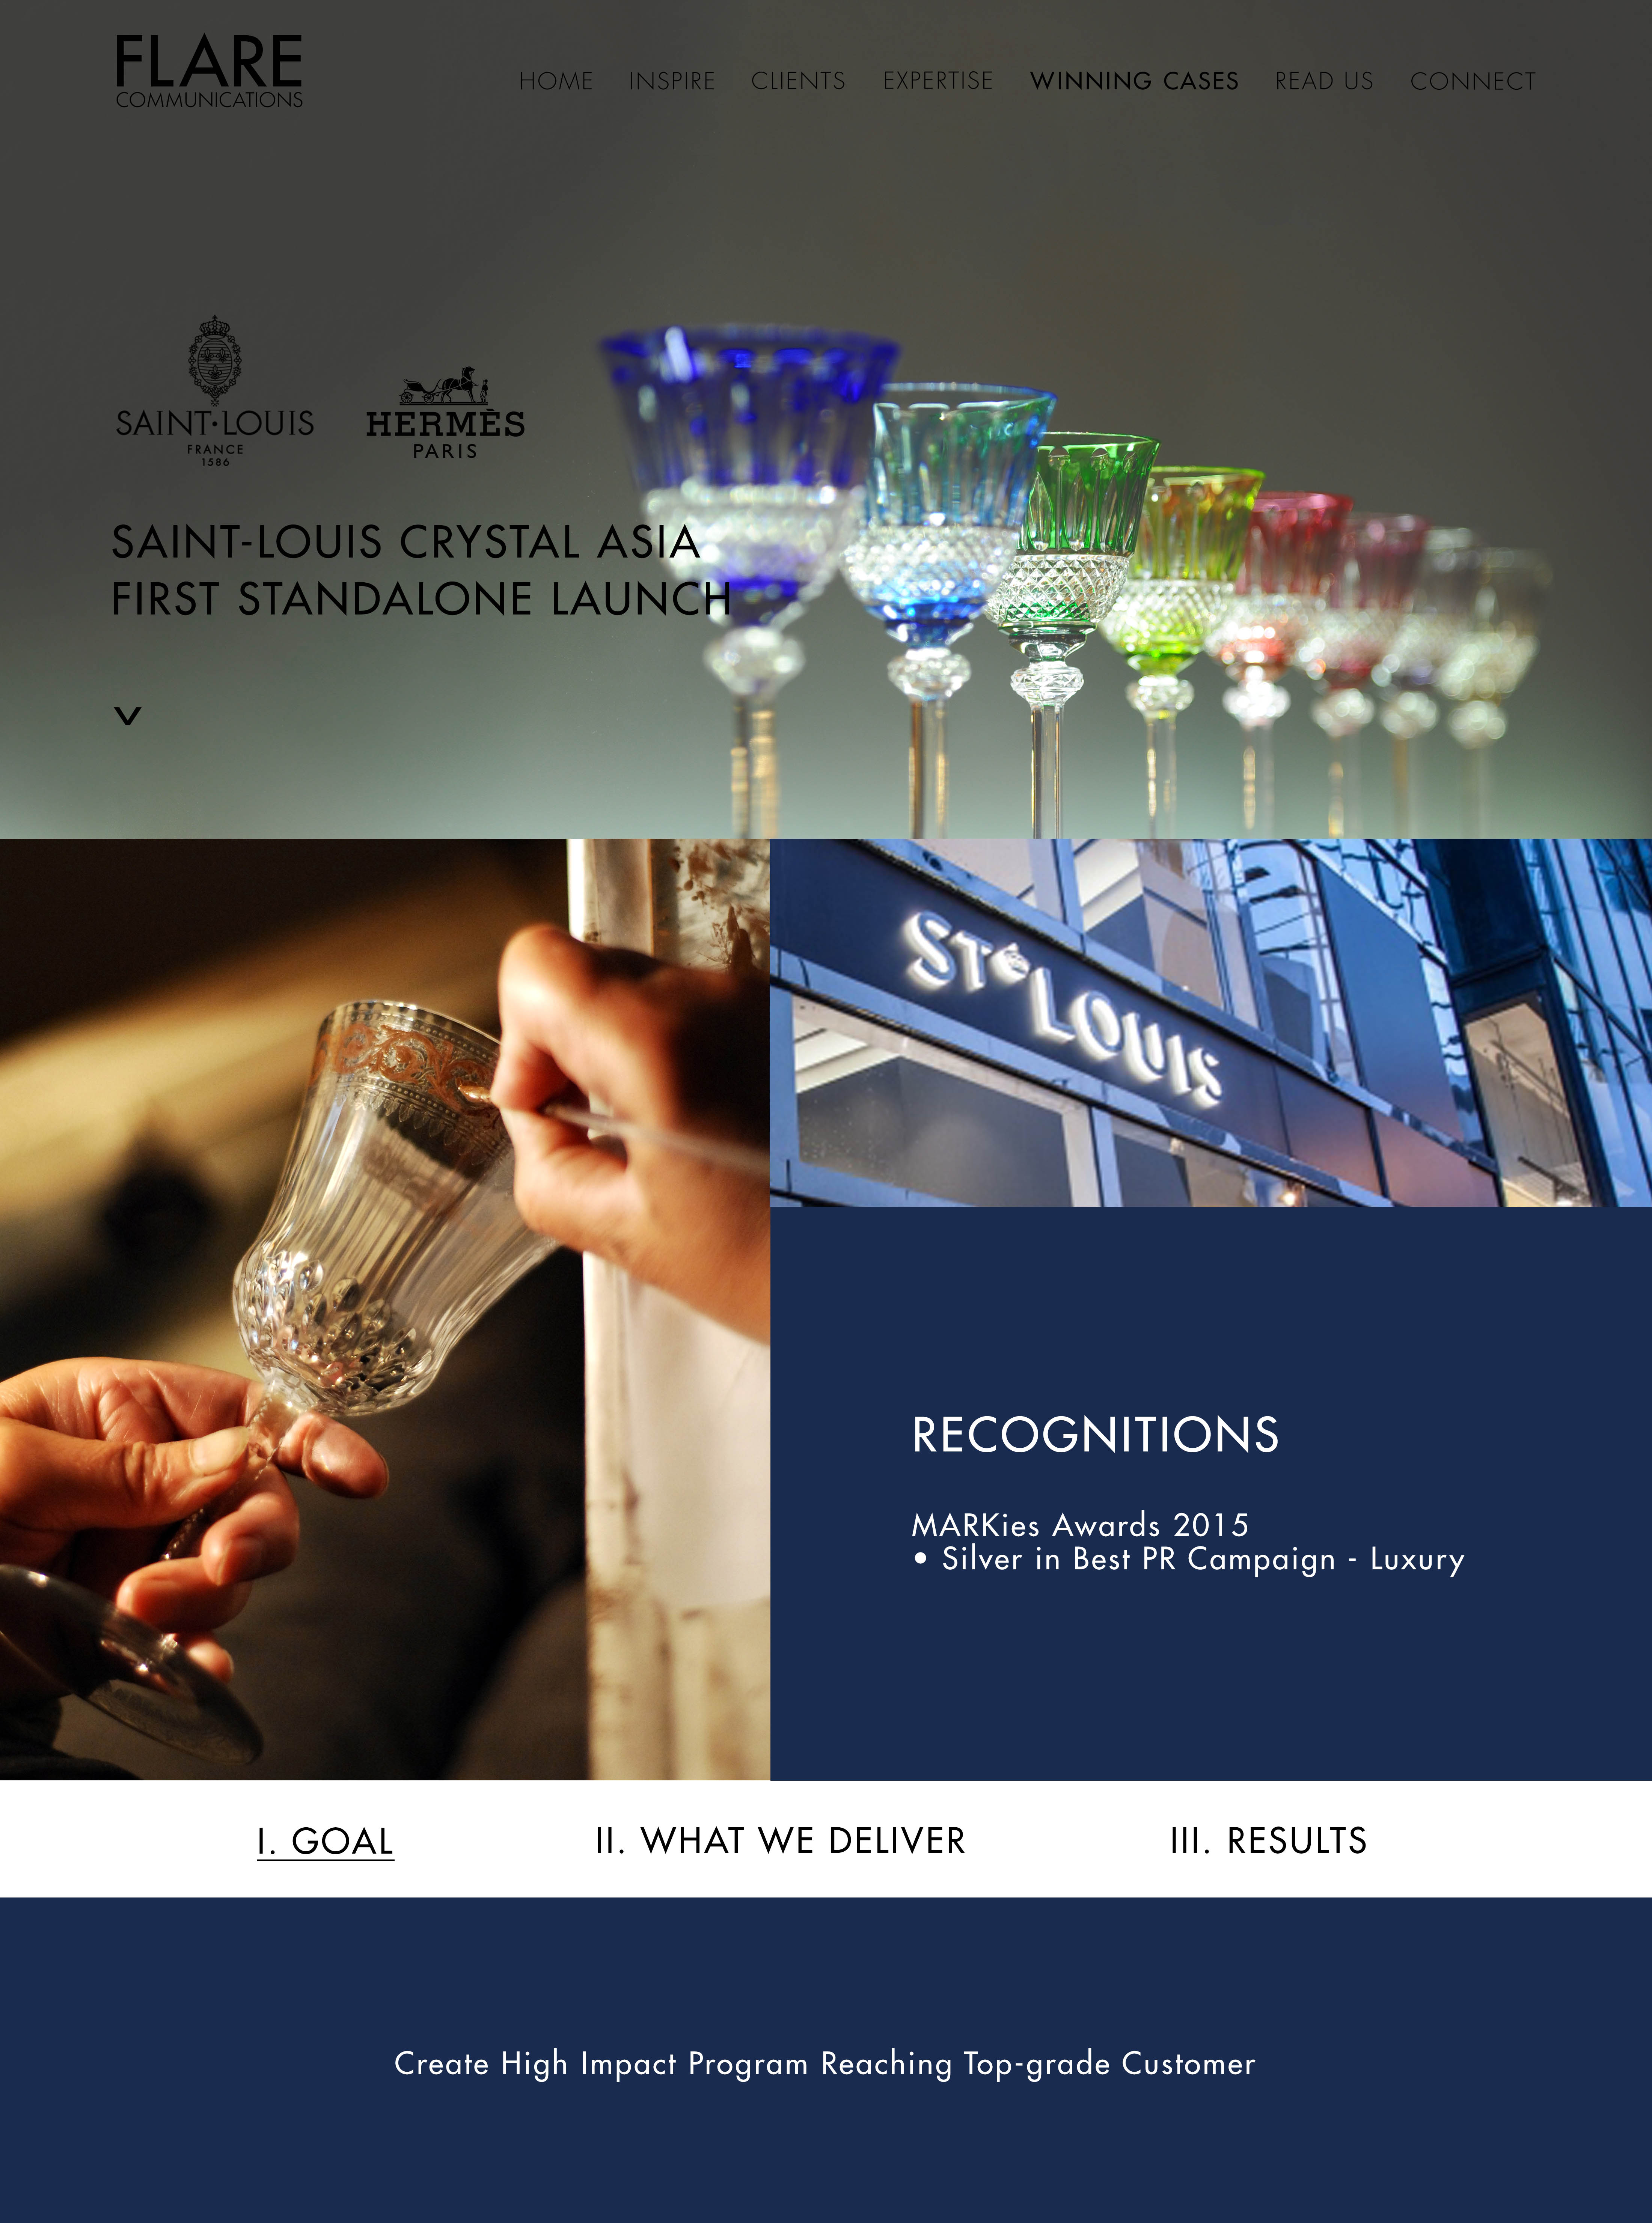 FLARE
COMMUNICATIONS
HOME INSPIRE CLIENTS EXPERTISE WINNING CASES READ US CONNECT
SAINT·LOUIS
FRANCE
1586
HERMÈS
PARIS
SAINT-LOUIS CRYSTAL ASIA
FIRST STANDALONE LAUNCH
ST LOUIS
RECOGNITIONS
MARKies Awards 2015
• Silver in Best PR Campaign - Luxury
I. GOAL
II. WHAT WE DELIVER
III. RESULTS
Create High Impact Program Reaching Top-grade Customer